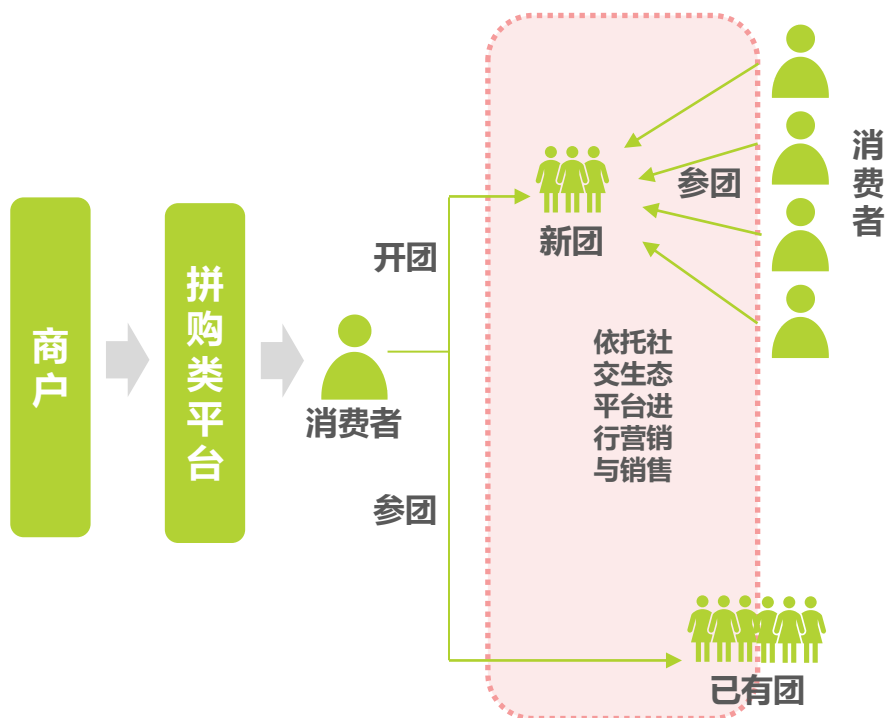 商户
拼购类平台
消费者
开团
参团
新团
参团
消费者
依托社
交生态
平台进
行营销
与销售
已有团